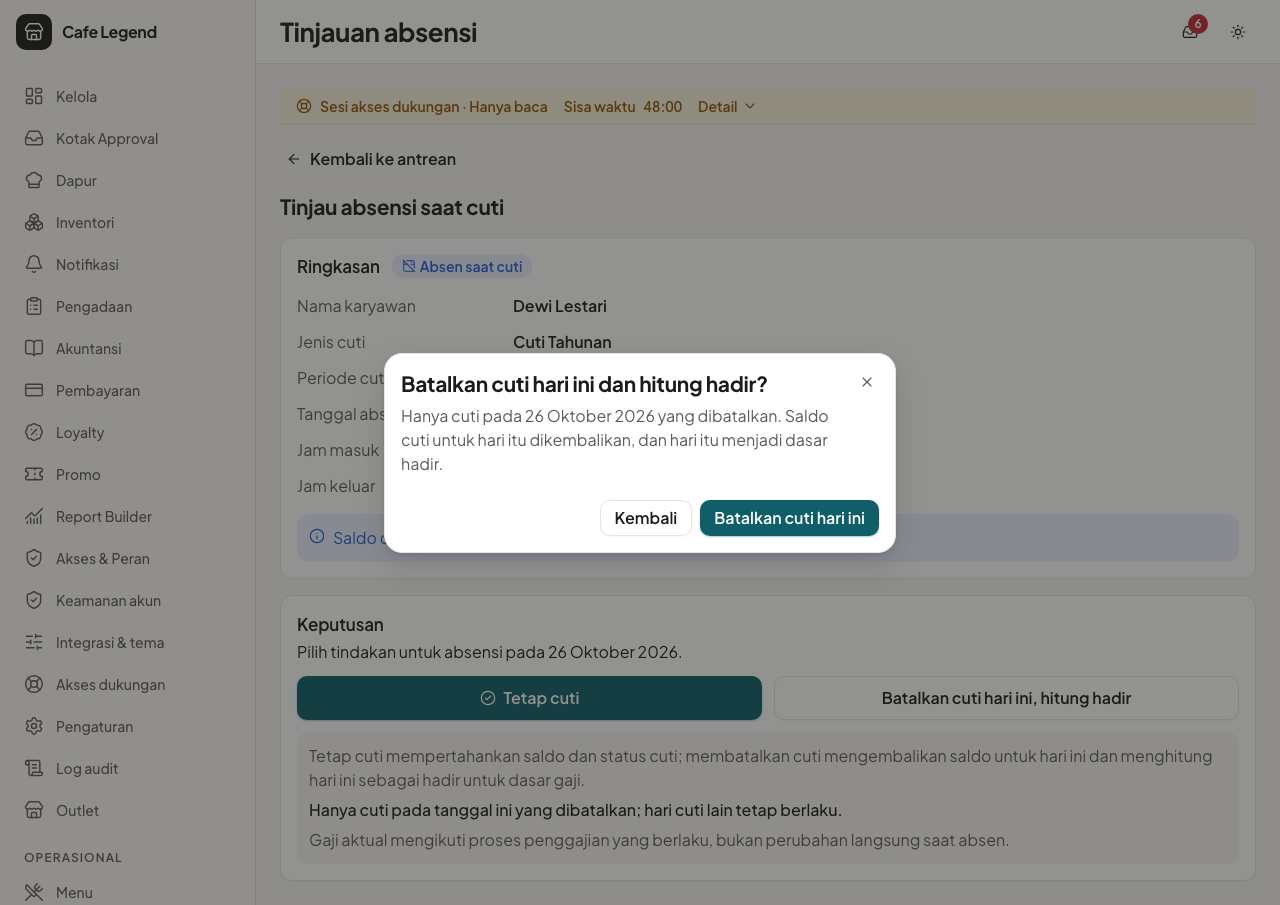 Cafe Legend
Tinjauan absensi
6
Kelola
Kotak Approval
Dapur
Inventori
Notifikasi
Pengadaan
Akuntansi
Pembayaran
Loyalty
Promo
Report Builder
Akses & Peran
Keamanan akun
Integrasi & tema
Akses dukungan
Pengaturan
Log audit
Outlet
OPERASIONAL
Menu
Sesi akses dukungan · Hanya baca Sisa waktu 48:00 Detail
Kembali ke antrean
Tinjau absensi saat cuti
Ringkasan Absen saat cuti
Nama karyawan Dewi Lestari
Jenis cuti Cuti Tahunan
Periode
Tanggal
Jam masuk
Jam keluar
Saldo
Batalkan cuti hari ini dan hitung hadir?
Hanya cuti pada 26 Oktober 2026 yang dibatalkan. Saldo
cuti untuk hari itu dikembalikan, dan hari itu menjadi dasar
hadir.
Kembali Batalkan cuti hari ini
Keputusan
Pilih tindakan untuk absensi pada 26 Oktober 2026.
Tetap cuti Batalkan cuti hari ini, hitung hadir
Tetap cuti mempertahankan saldo dan status cuti; membatalkan cuti mengembalikan saldo untuk hari ini dan menghitung
hari ini sebagai hadir untuk dasar gaji.
Hanya cuti pada tanggal ini yang dibatalkan; hari cuti lain tetap berlaku.
Gaji aktual mengikuti proses penggajian yang berlaku, bukan perubahan langsung saat absen.